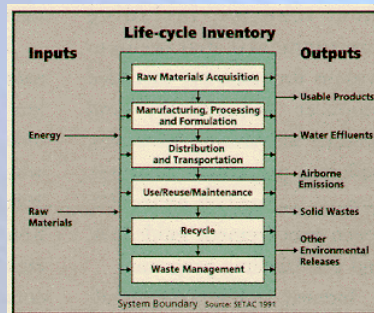 Life-cycle Inventory
Inputs
Outputs
Raw Materials Acquisition
Manufacturing, Processing
and Formulation
Distribution
and Transportation
Use/Reuse/Maintenance
Recycle
Waste Management
Energy
Raw
Materials
Usable Products
Water Effluents
Airborne
Emissions
Solid Wastes
Other
Environmental
Releases
System Boundary Source: SETAC 1991